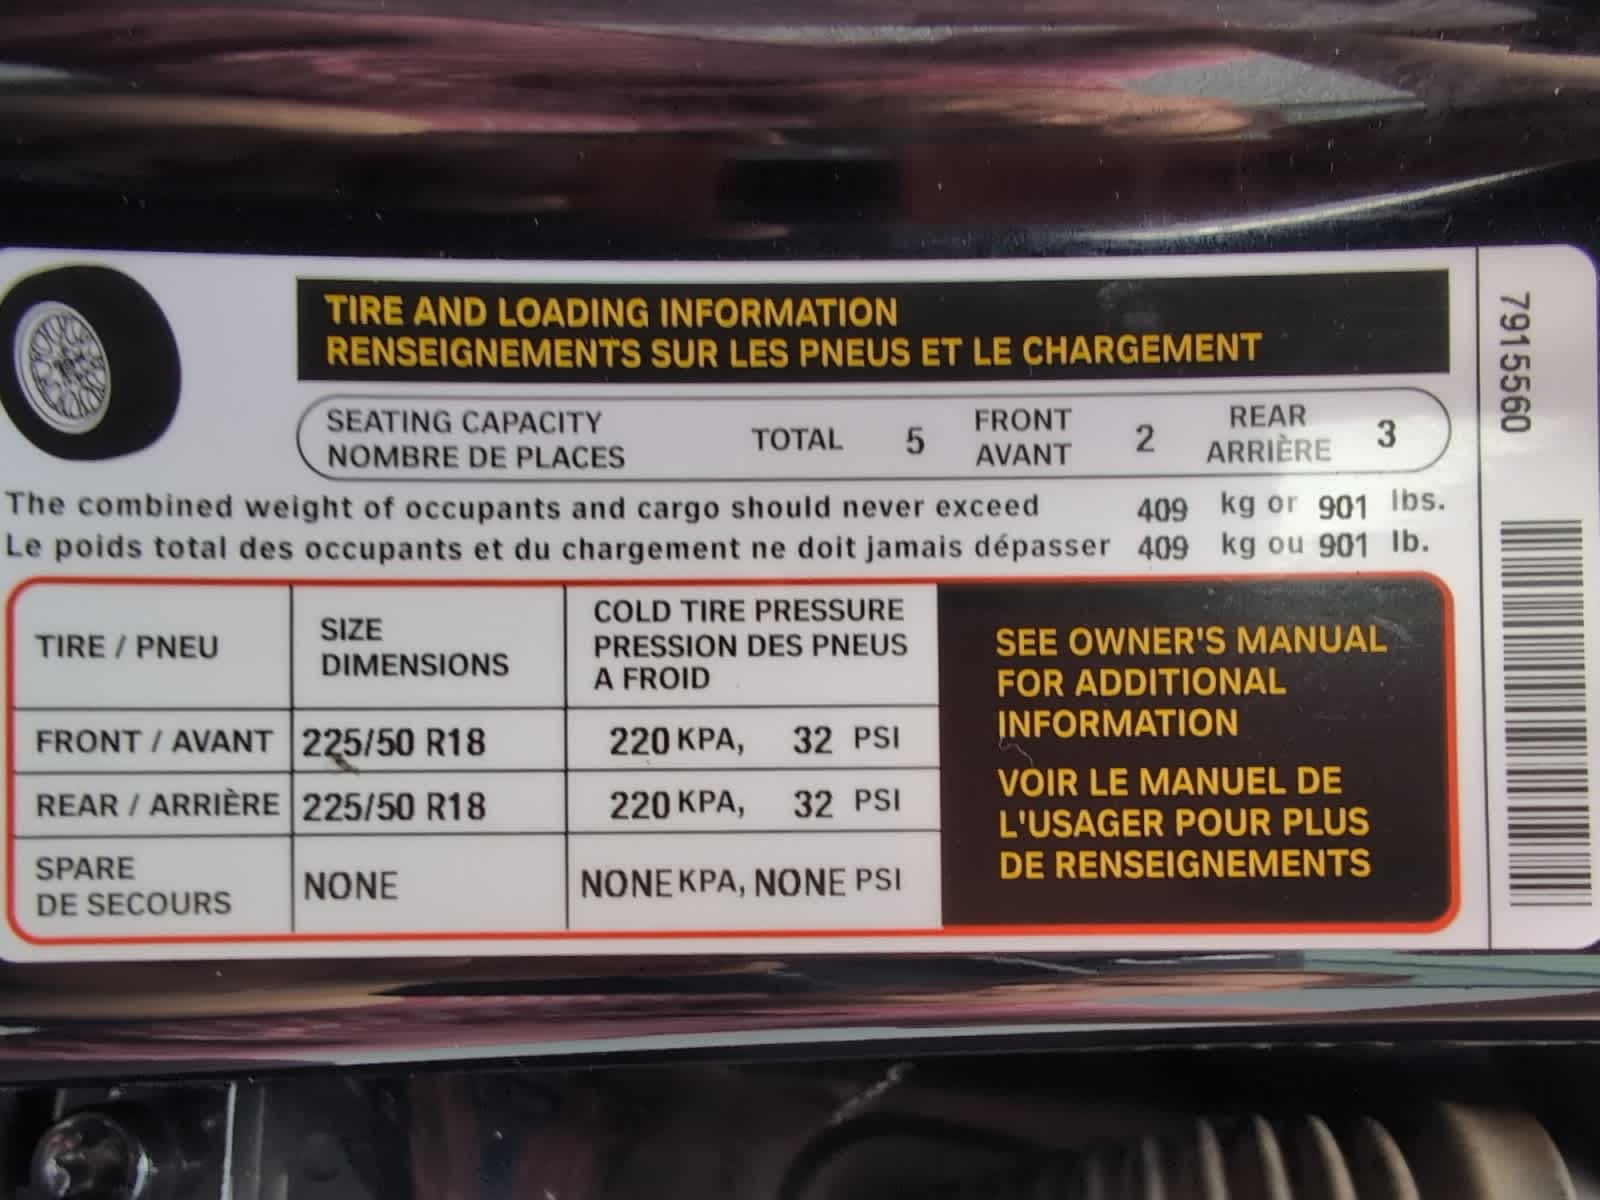 TIRE AND LOADING INFORMATION
RENSEIGNEMENTS SUR LES PNEUS ET LE CHARGEMENT
SEATING CAPACITY
NOMBRE DE PLACES
TOTAL 5
FRONT
AVANT
2
REAR
ARRIÈRE
3
The combined weight of occupants and cargo should never exceed 409 kg or 901 lbs.
Le poids total des occupants et du chargement ne doit jamais dépasser 409 kg ou 901 lb.
TIRE / PNEU
SIZE
DIMENSIONS
COLD TIRE PRESSURE
PRESSION DES PNEUS
A FROID
FRONT / AVANT 225/50 R18 220 KPA, 32 PSI
REAR / ARRIÈRE 225/50 R18 220 KPA, 32 PSI
SPARE
DE SECOURS
NONE
NONE KPA, NONE PSI
SEE OWNER'S MANUAL
FOR ADDITIONAL
INFORMATION
VOIR LE MANUEL DE
L'USAGER POUR PLUS
DE RENSEIGNEMENTS
7915560